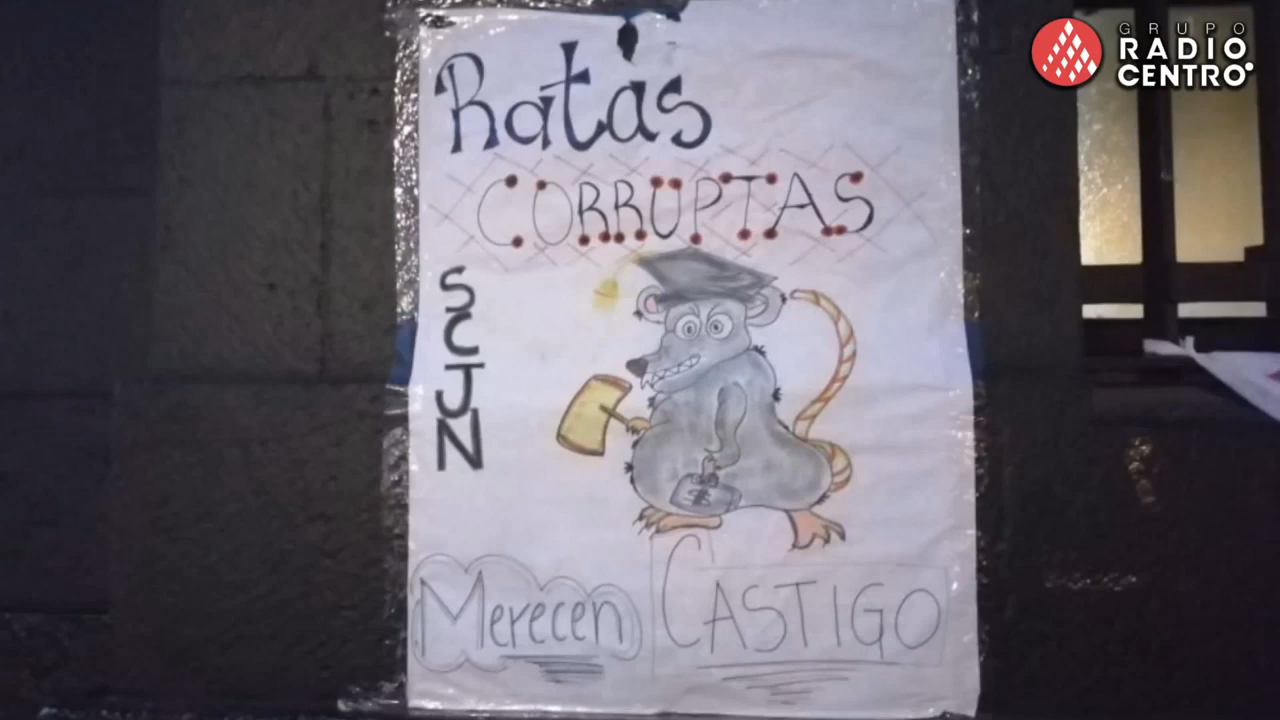 GRUPO
RADIO
CENTRO
Ratas
CORRUPTAS
SCJN
$
Merecen CASTIGO